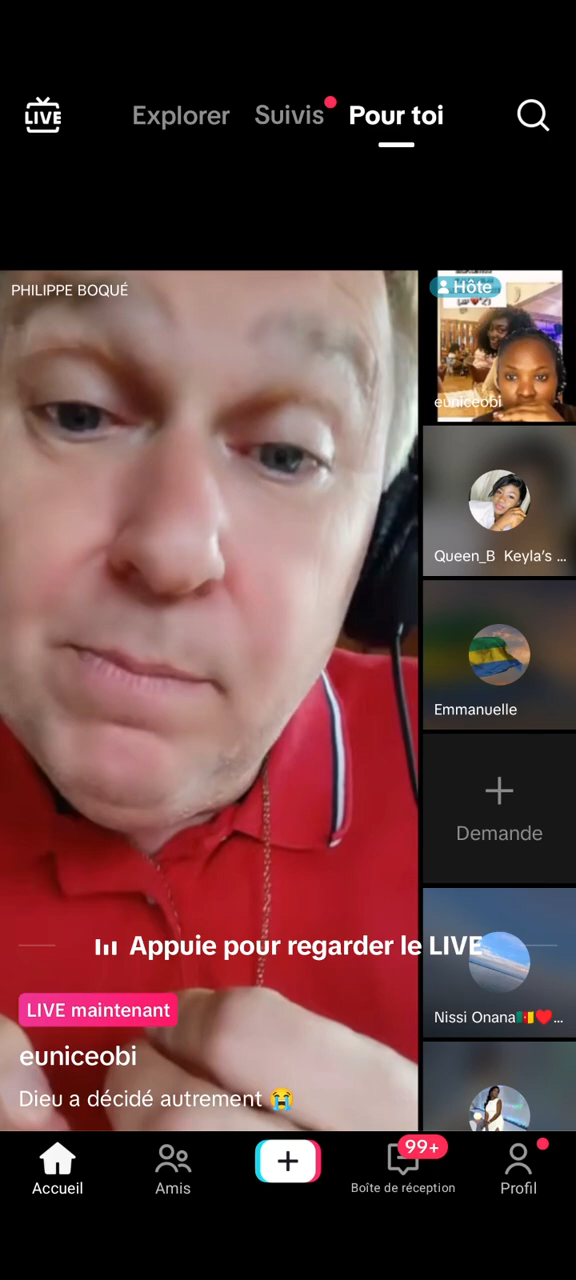 LIVE
Explorer
Suivis
Pour toi
PHILIPPE BOQUÉ
Hôte
euniceobi
Queen_B Keyla's ...
Emmanuelle
Demande
Appuie pour regarder le LIVE
Nissi Onana🇨🇲❤️...
LIVE maintenant
euniceobi
Dieu a décidé autrement 😭
99+
Accueil
Amis
Boîte de réception
Profil